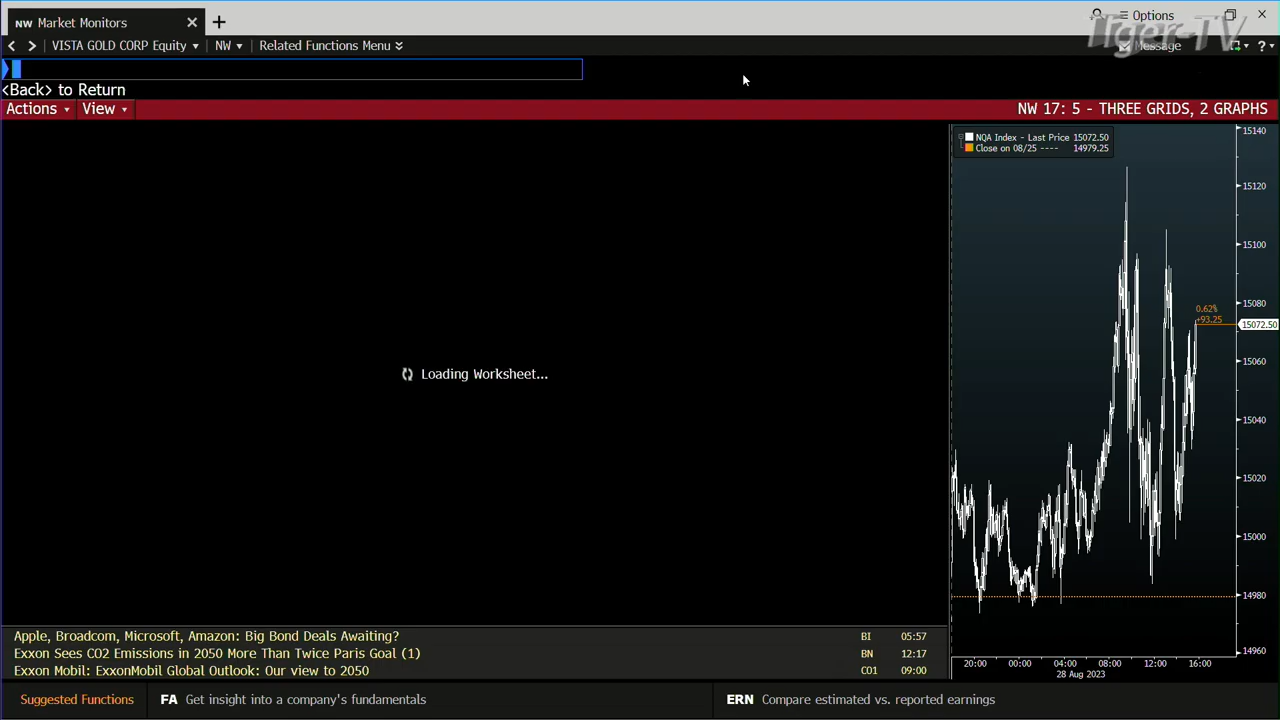 NW Market Monitors
Options
Tiger-TV
VISTA GOLD CORP Equity NW Related Functions Menu
Message
<Back> to Return
Actions View NW 17: 5 - THREE GRIDS, 2 GRAPHS
NQA Index - Last Price 15072.50
Close on 08/25 ---- 14979.25
15140
15120
15100
15080
0.62%
+93.25
15072.50
15060
15040
15020
15000
14980
14960
20:00 00:00 04:00 08:00 12:00 16:00
28 Aug 2023
Loading Worksheet...
Apple, Broadcom, Microsoft, Amazon: Big Bond Deals Awaiting? BI 05:57
Exxon Sees CO2 Emissions in 2050 More Than Twice Paris Goal (1) BN 12:17
Exxon Mobil: ExxonMobil Global Outlook: Our view to 2050 CO1 09:00
Suggested Functions FA Get insight into a company's fundamentals ERN Compare estimated vs. reported earnings